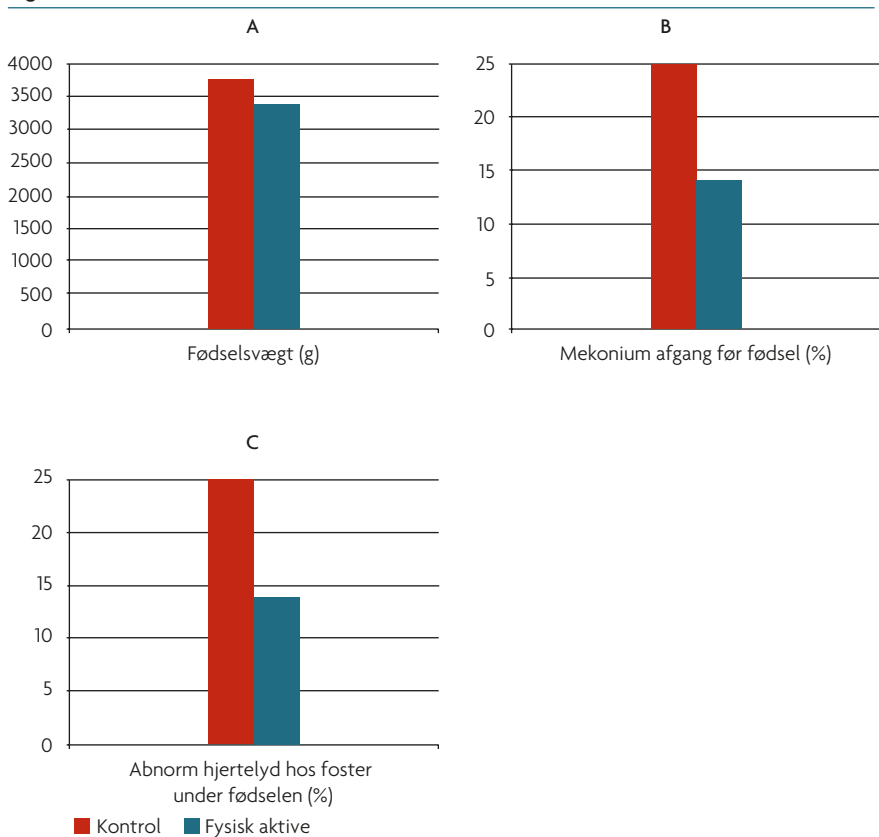 A
4000
3500
3000
2500
2000
1500
1000
500
0
Fødselsvægt (g)
B
25
20
15
10
5
0
Mekonium afgang før fødsel (%)
C
25
20
15
10
5
0
Abnorm hjertelyd hos foster
under fødselen (%)
Kontrol Fysisk aktive